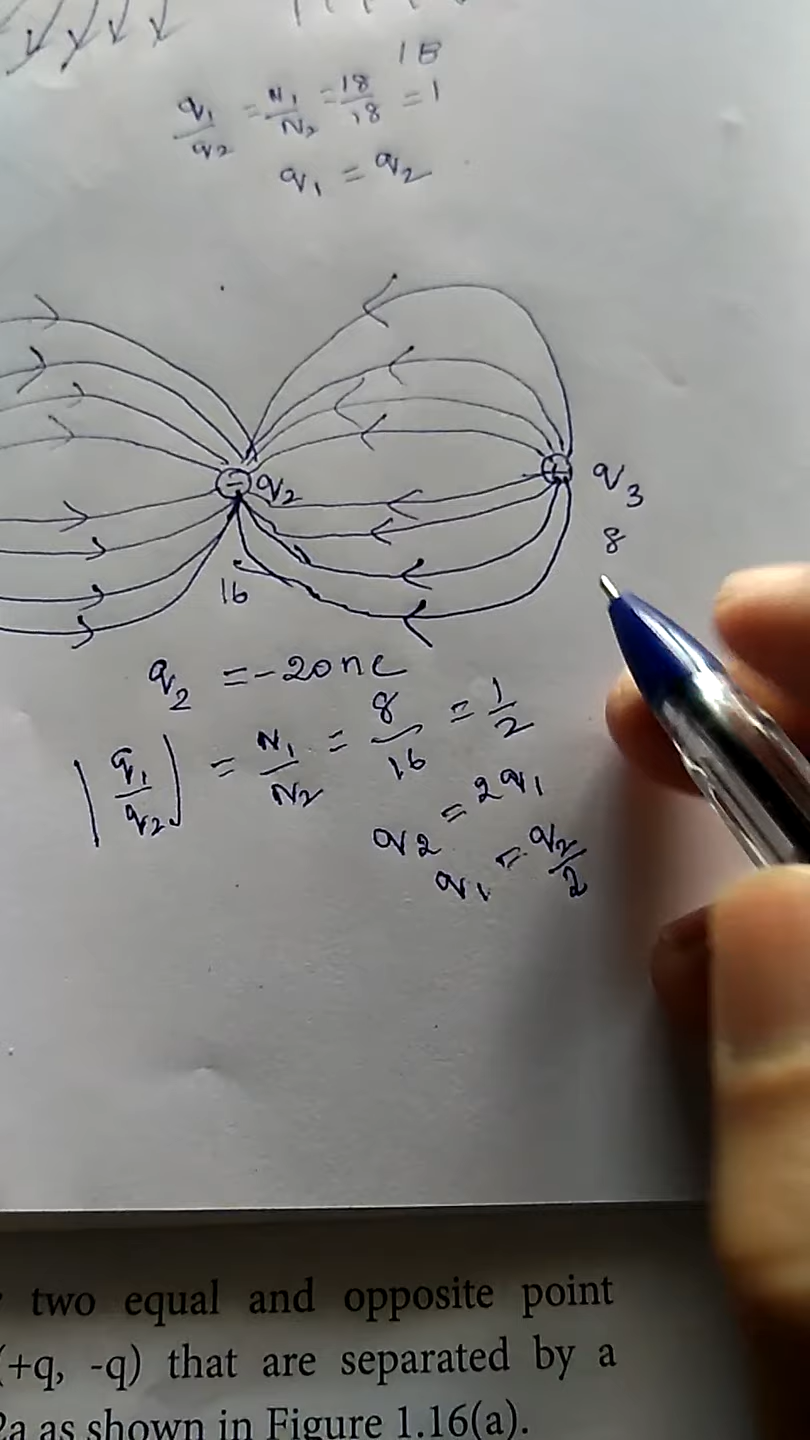 18
q₁/q₂ = N₁/N₂ = 18/18 = 1
q₁ = q₂
q₂
q₃
8
16
q₂ = -20nC
|q₁/q₂| = N₁/N₂ = 8/16 = 1/2
q₂ = 2q₁
q₁ = q₂/2
two equal and opposite point
(+q, -q) that are separated by a
2a as shown in Figure 1.16(a).